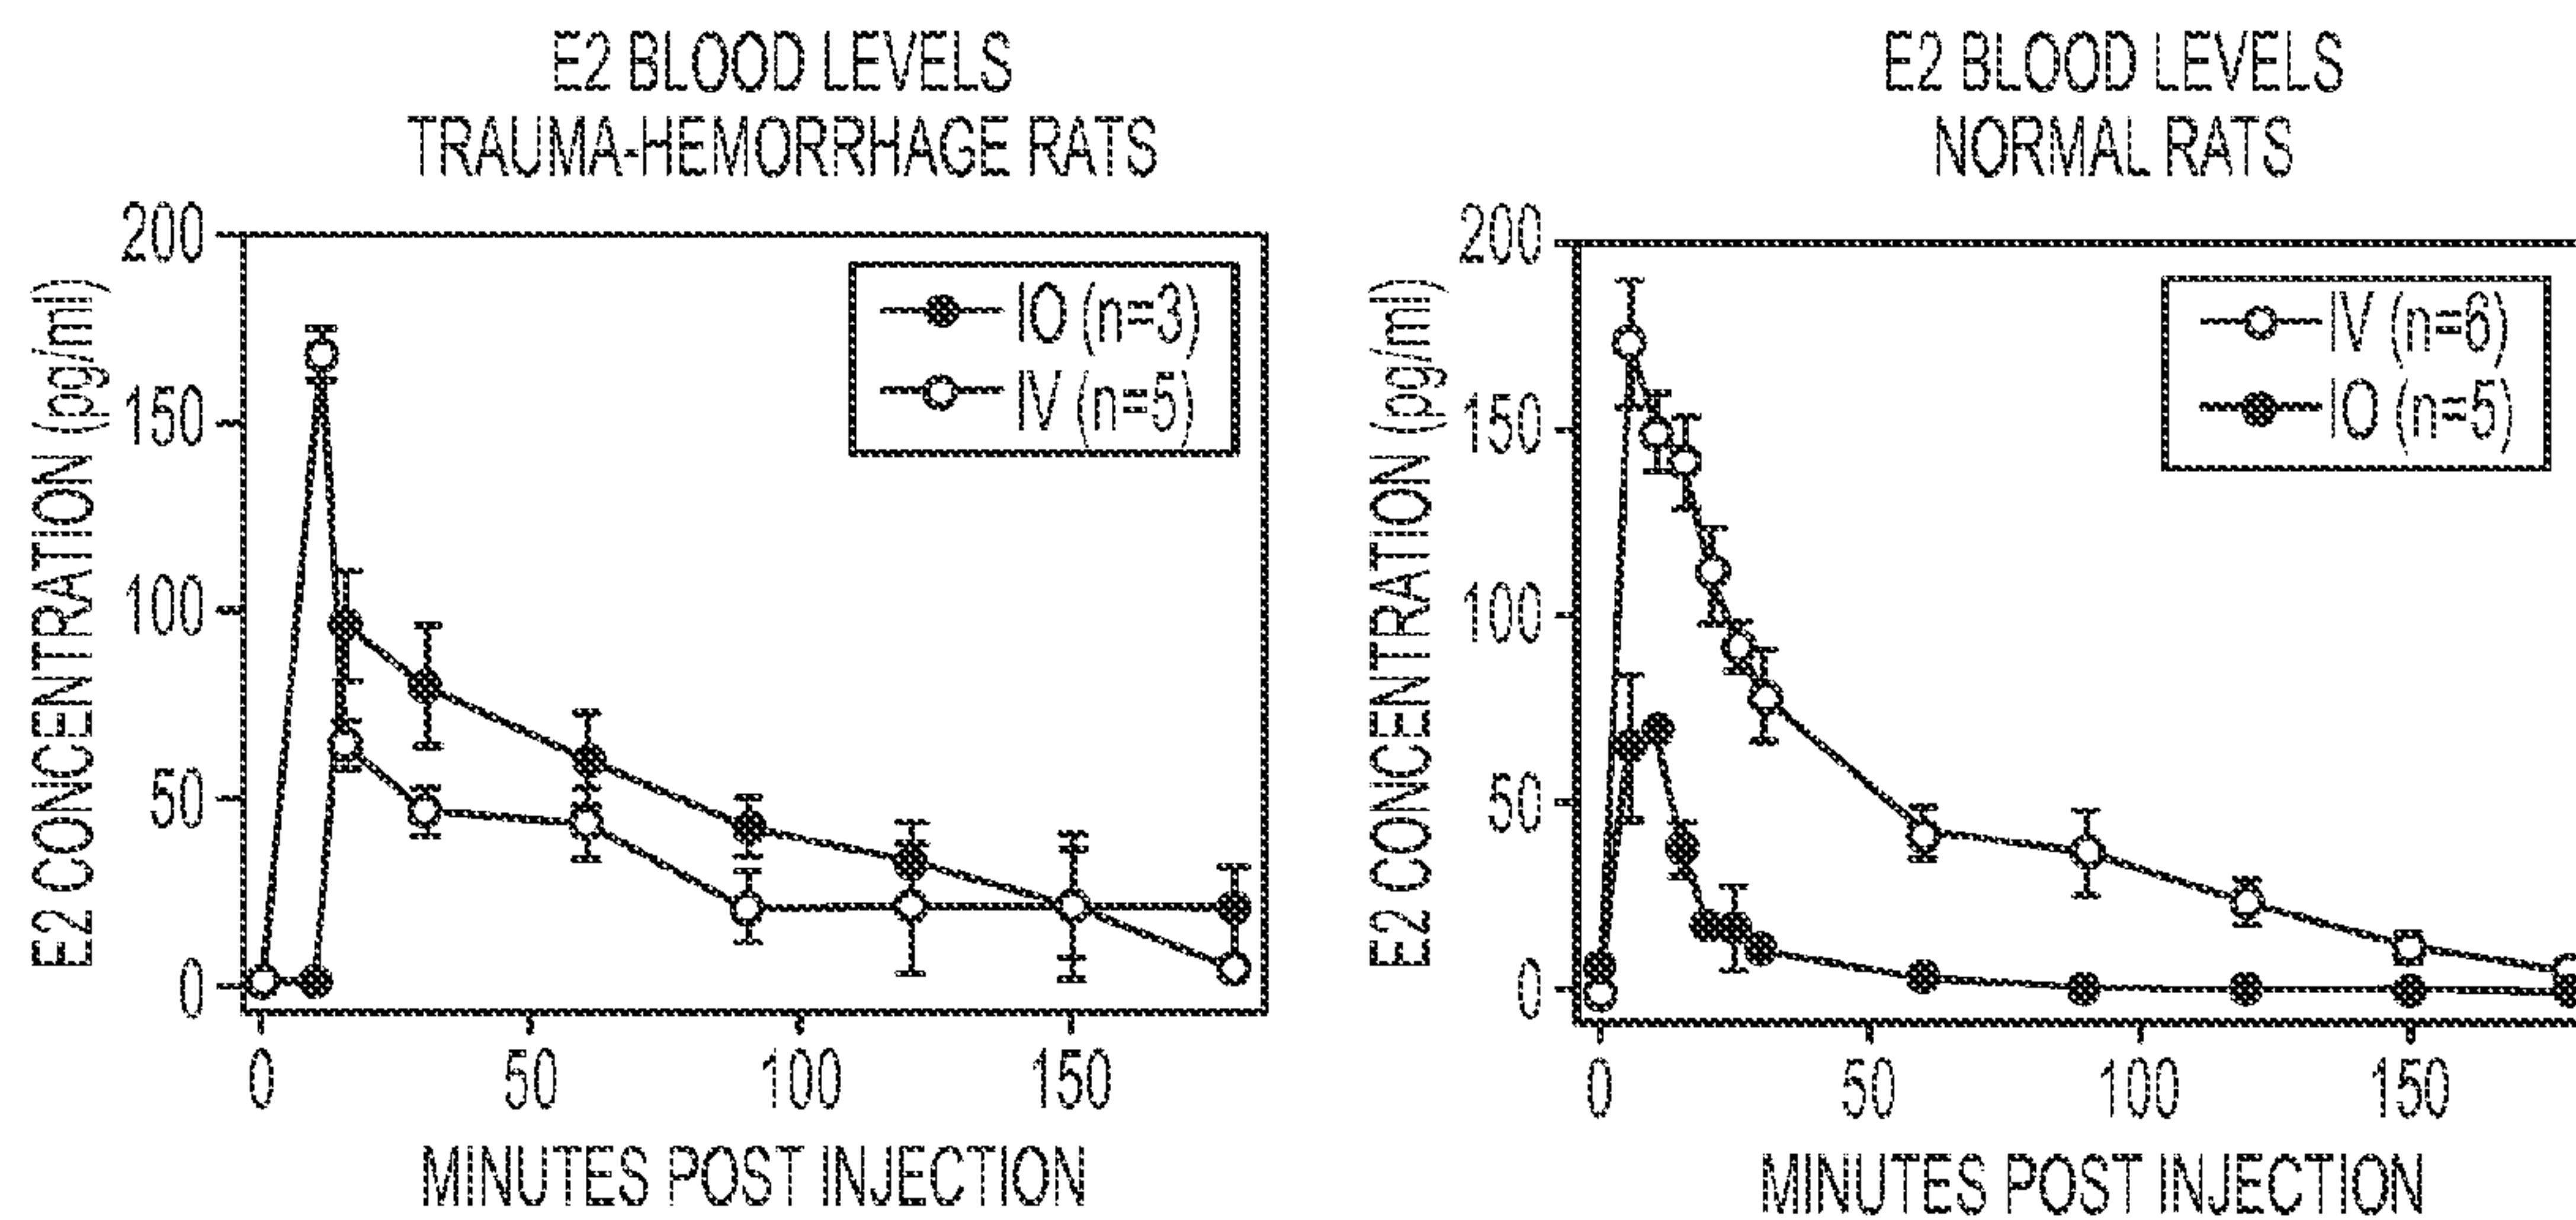 E2 BLOOD LEVELS
TRAUMA-HEMORRHAGE RATS
E2 CONCENTRATION (pg/ml)
200
150
100
50
0
IO (n=3)
IV (n=5)
0 50 100 150
MINUTES POST INJECTION
E2 BLOOD LEVELS
NORMAL RATS
E2 CONCENTRATION (pg/ml)
200
150
100
50
0
IV (n=6)
IO (n=5)
0 50 100 150
MINUTES POST INJECTION